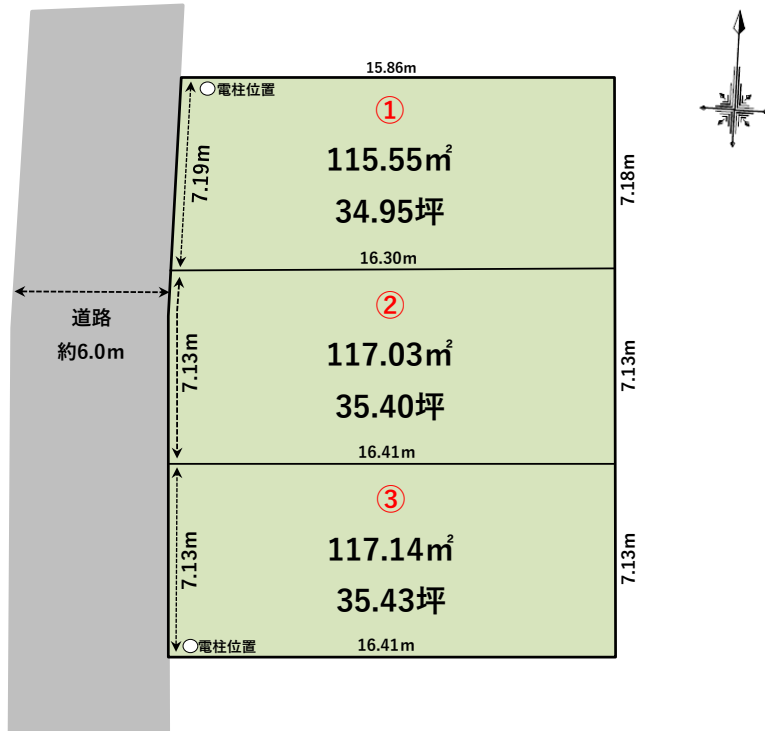 15.86m
○電柱位置
①
115.55㎡
34.95坪
7.19m
7.18m
16.30m
道路
約6.0m
②
117.03㎡
35.40坪
7.13m
7.13m
16.41m
③
117.14㎡
35.43坪
7.13m
7.13m
○電柱位置
16.41m